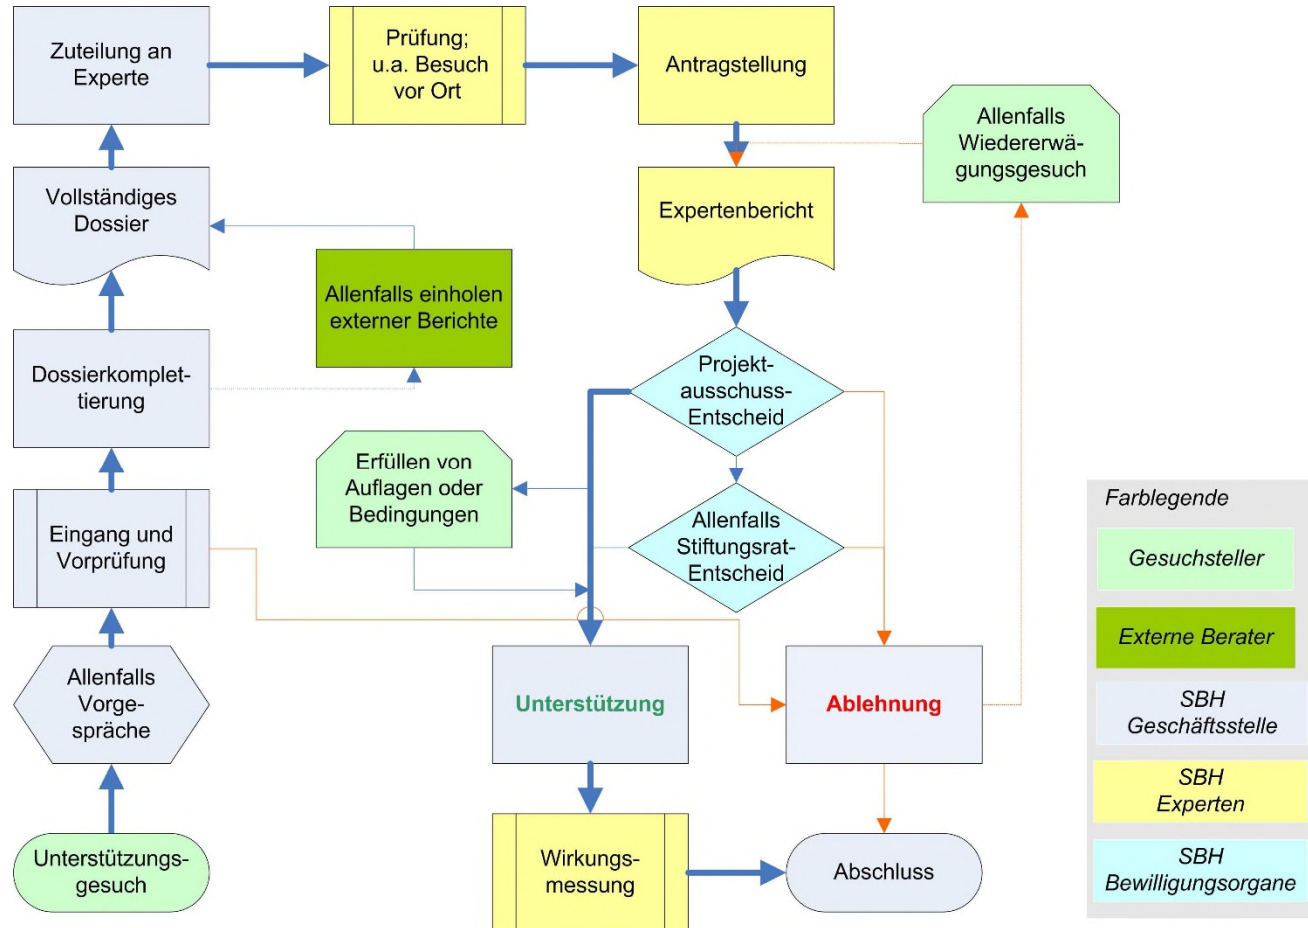 Zuteilung an
Experte
Prüfung;
u.a. Besuch
vor Ort
Antragstellung
Allenfalls
Wiedererwä-
gungsgesuch
Vollständiges
Dossier
Expertenbericht
Allenfalls einholen
externer Berichte
Dossierkomplet-
tierung
Projekt-
ausschuss-
Entscheid
Erfüllen von
Auflagen oder
Bedingungen
Eingang und
Vorprüfung
Allenfalls
Stiftungsrat-
Entscheid
Allenfalls
Vorge-
spräche
Unterstützung
Ablehnung
Unterstützungs-
gesuch
Wirkungs-
messung
Abschluss
Farblegende
Gesuchsteller
Externe Berater
SBH
Geschäftsstelle
SBH
Experten
SBH
Bewilligungsorgane